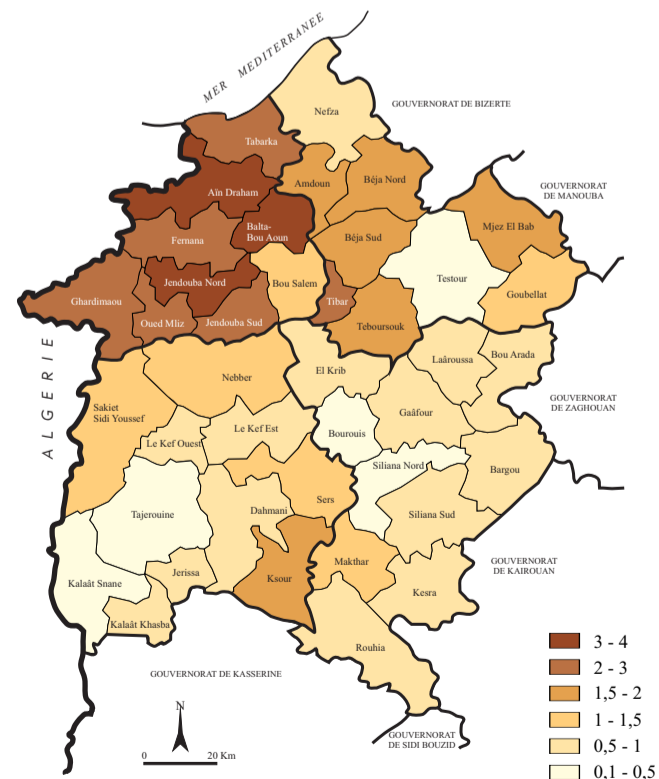 MER MEDITERRANEE
Nefza
GOUVERNORAT DE BIZERTE
Tabarka
Amdoun
Béja Nord
GOUVERNORAT
DE MANOUBA
Aïn Draham
Balta-
Bou Aoun
Fernana
Béja Sud
Mjez El Bab
Jendouba Nord
Bou Salem
Testour
Goubellat
Ghardimaou
Tibar
Oued Mliz
Jendouba Sud
Teboursouk
ALGERIE
El Krib
Laâroussa
Bou Arada
Nebber
Sakiet
Sidi Youssef
Gaâfour
GOUVERNORAT
DE ZAGHOUAN
Le Kef Ouest
Le Kef Est
Bourouis
Siliana Nord
Bargou
Tajerouine
Dahmani
Sers
Siliana Sud
Kalaât Snane
Jerissa
Ksour
Makthar
GOUVERNORAT
DE KAIROUAN
Kesra
Kalaât Khasba
Rouhia
GOUVERNORAT DE KASSERINE
N
0 20 Km
GOUVERNORAT
DE SIDI BOUZID
3 - 4
2 - 3
1,5 - 2
1 - 1,5
0,5 - 1
0,1 - 0,5